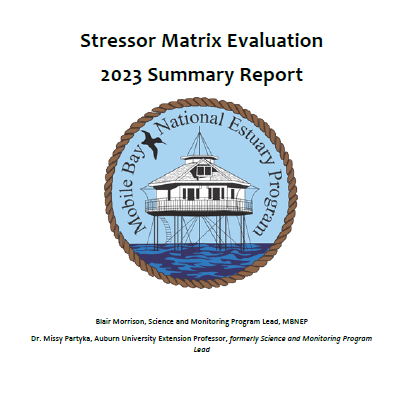 Stressor Matrix Evaluation
2023 Summary Report
Mobile Bay National Estuary Program
Blair Morrison, Science and Monitoring Program Lead, MBNEP
Dr. Missy Partyka, Auburn University Extension Professor, formerly Science and Monitoring Program
Lead